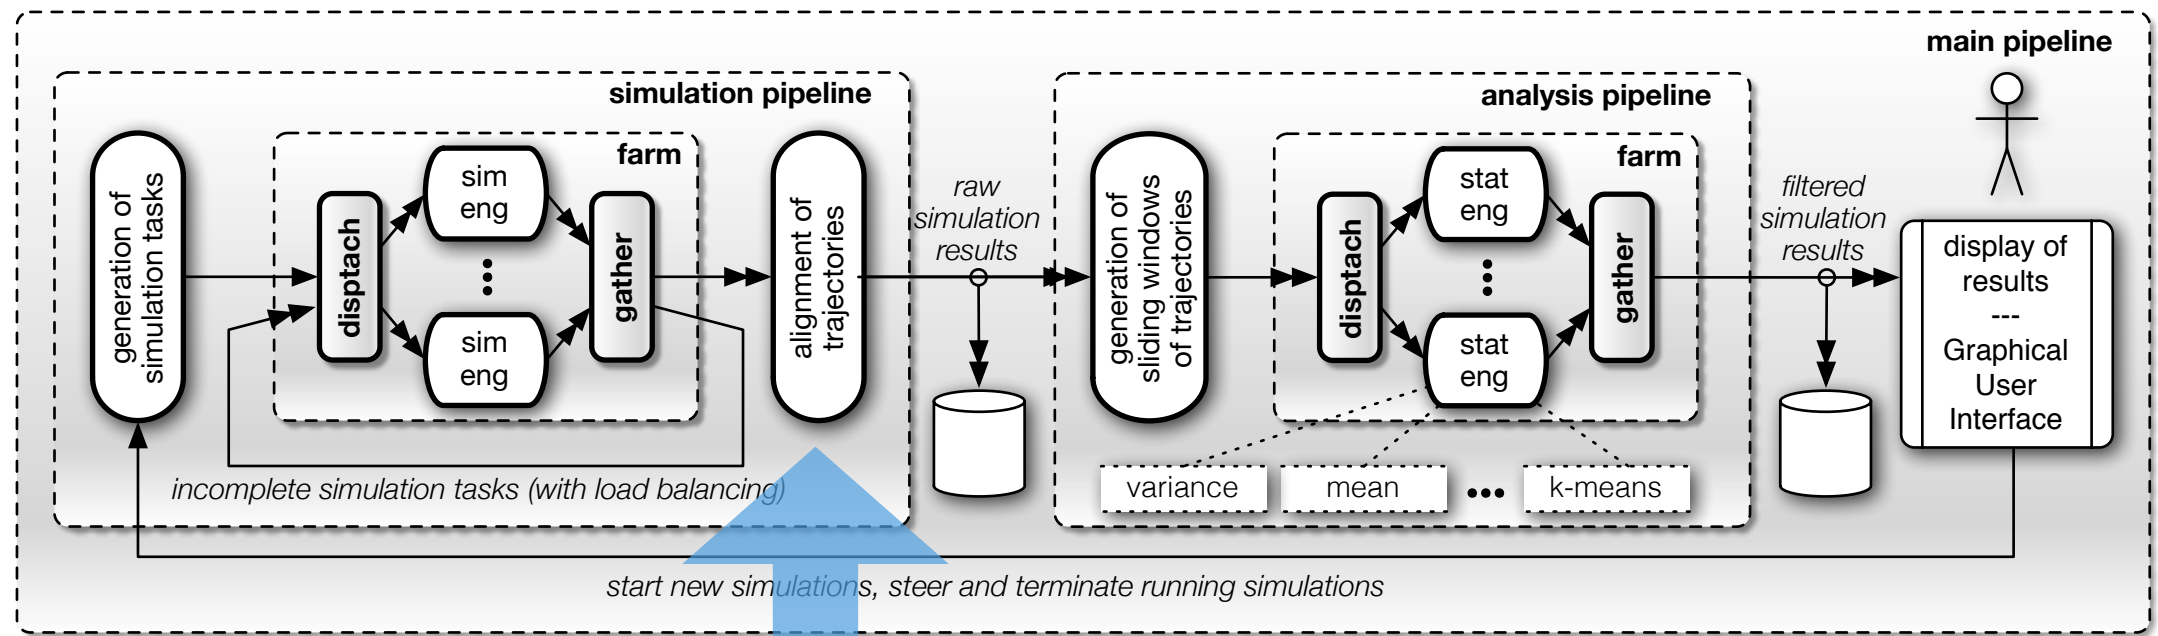 main pipeline
simulation pipeline
generation of
simulation tasks
farm
disptach
sim
eng
sim
eng
gather
alignment of
trajectories
incomplete simulation tasks (with load balancing)
raw
simulation
results
analysis pipeline
generation of
sliding windows
of trajectories
farm
disptach
stat
eng
stat
eng
gather
variance
mean
k-means
filtered
simulation
results
display of
results
---
Graphical
User
Interface
start new simulations, steer and terminate running simulations